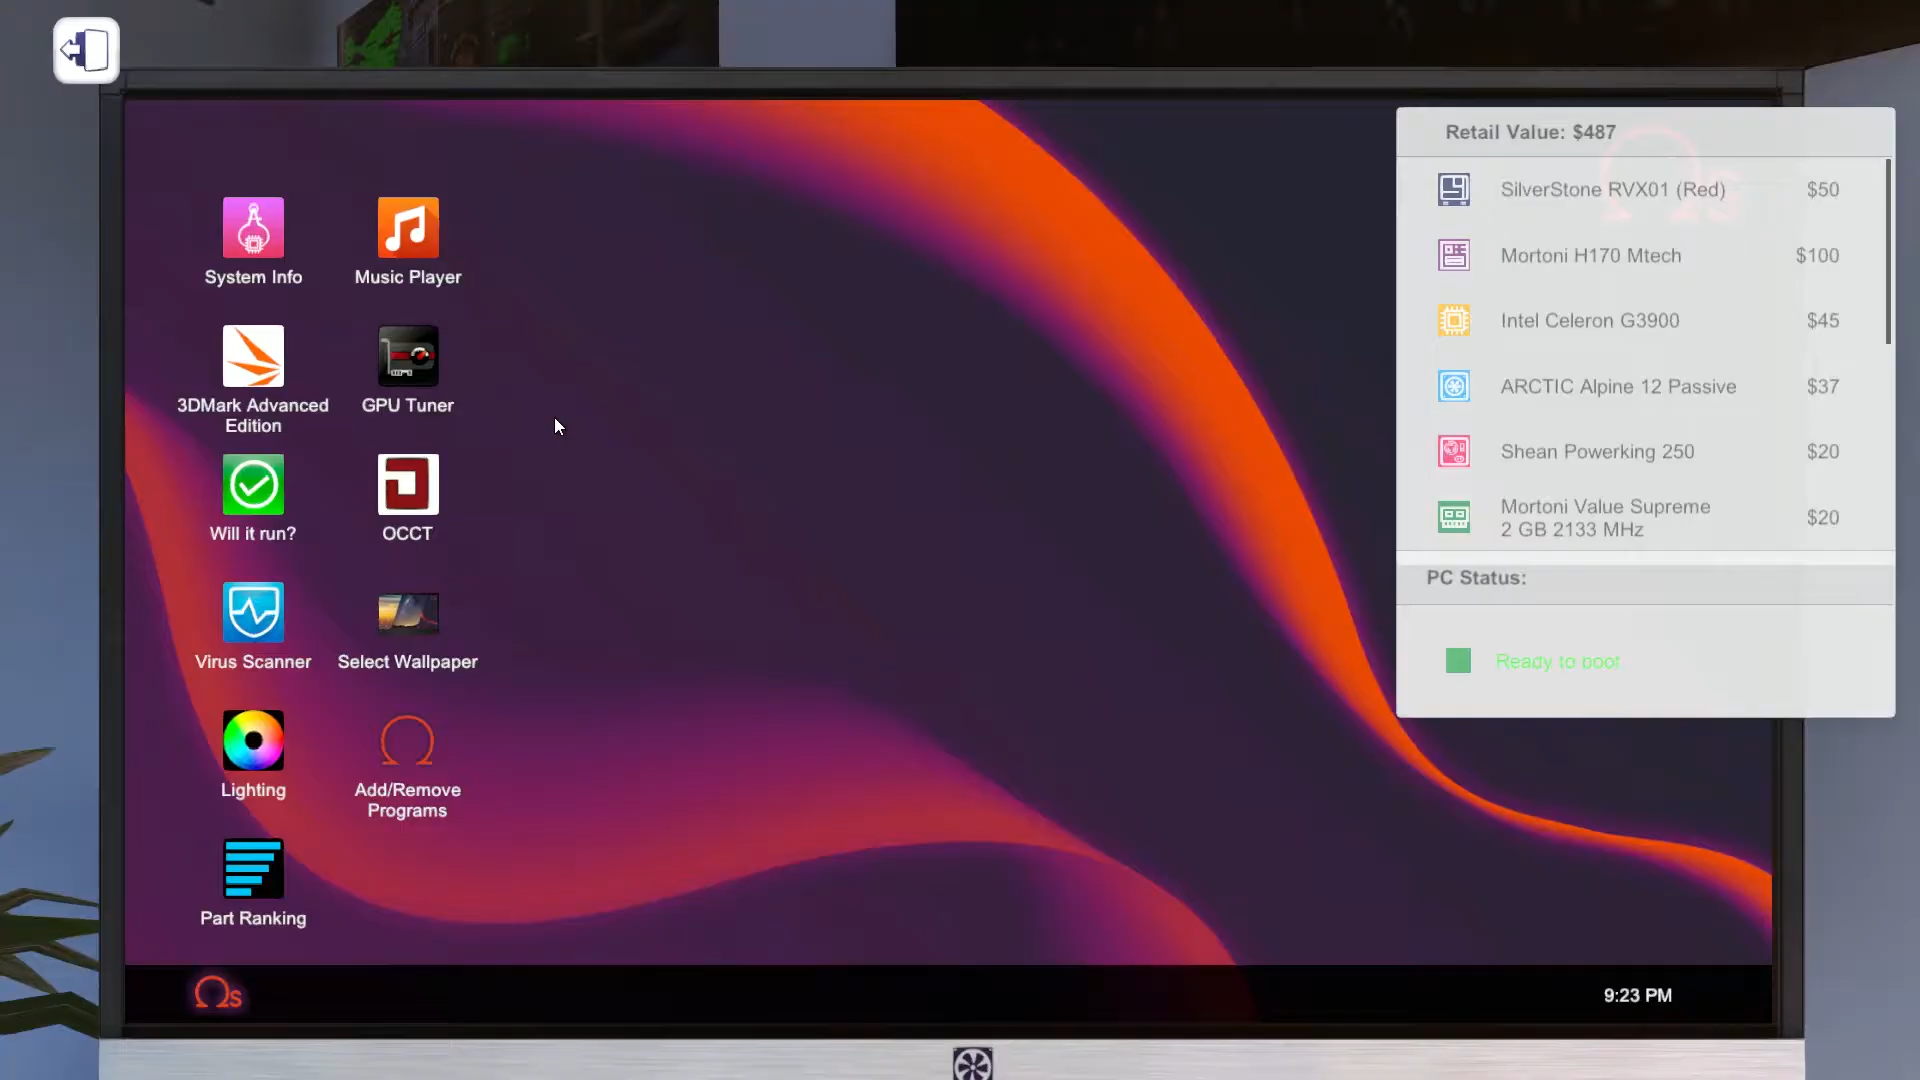 System Info
Music Player
3DMark Advanced
Edition
GPU Tuner
Will it run?
OCCT
Virus Scanner
Select Wallpaper
Lighting
Add/Remove
Programs
Part Ranking
Ωs
9:23 PM
Retail Value: $487
SilverStone RVX01 (Red) $50
Mortoni H170 Mtech $100
Intel Celeron G3900 $45
ARCTIC Alpine 12 Passive $37
Shean Powerking 250 $20
Mortoni Value Supreme
2 GB 2133 MHz $20
PC Status:
Ready to boot